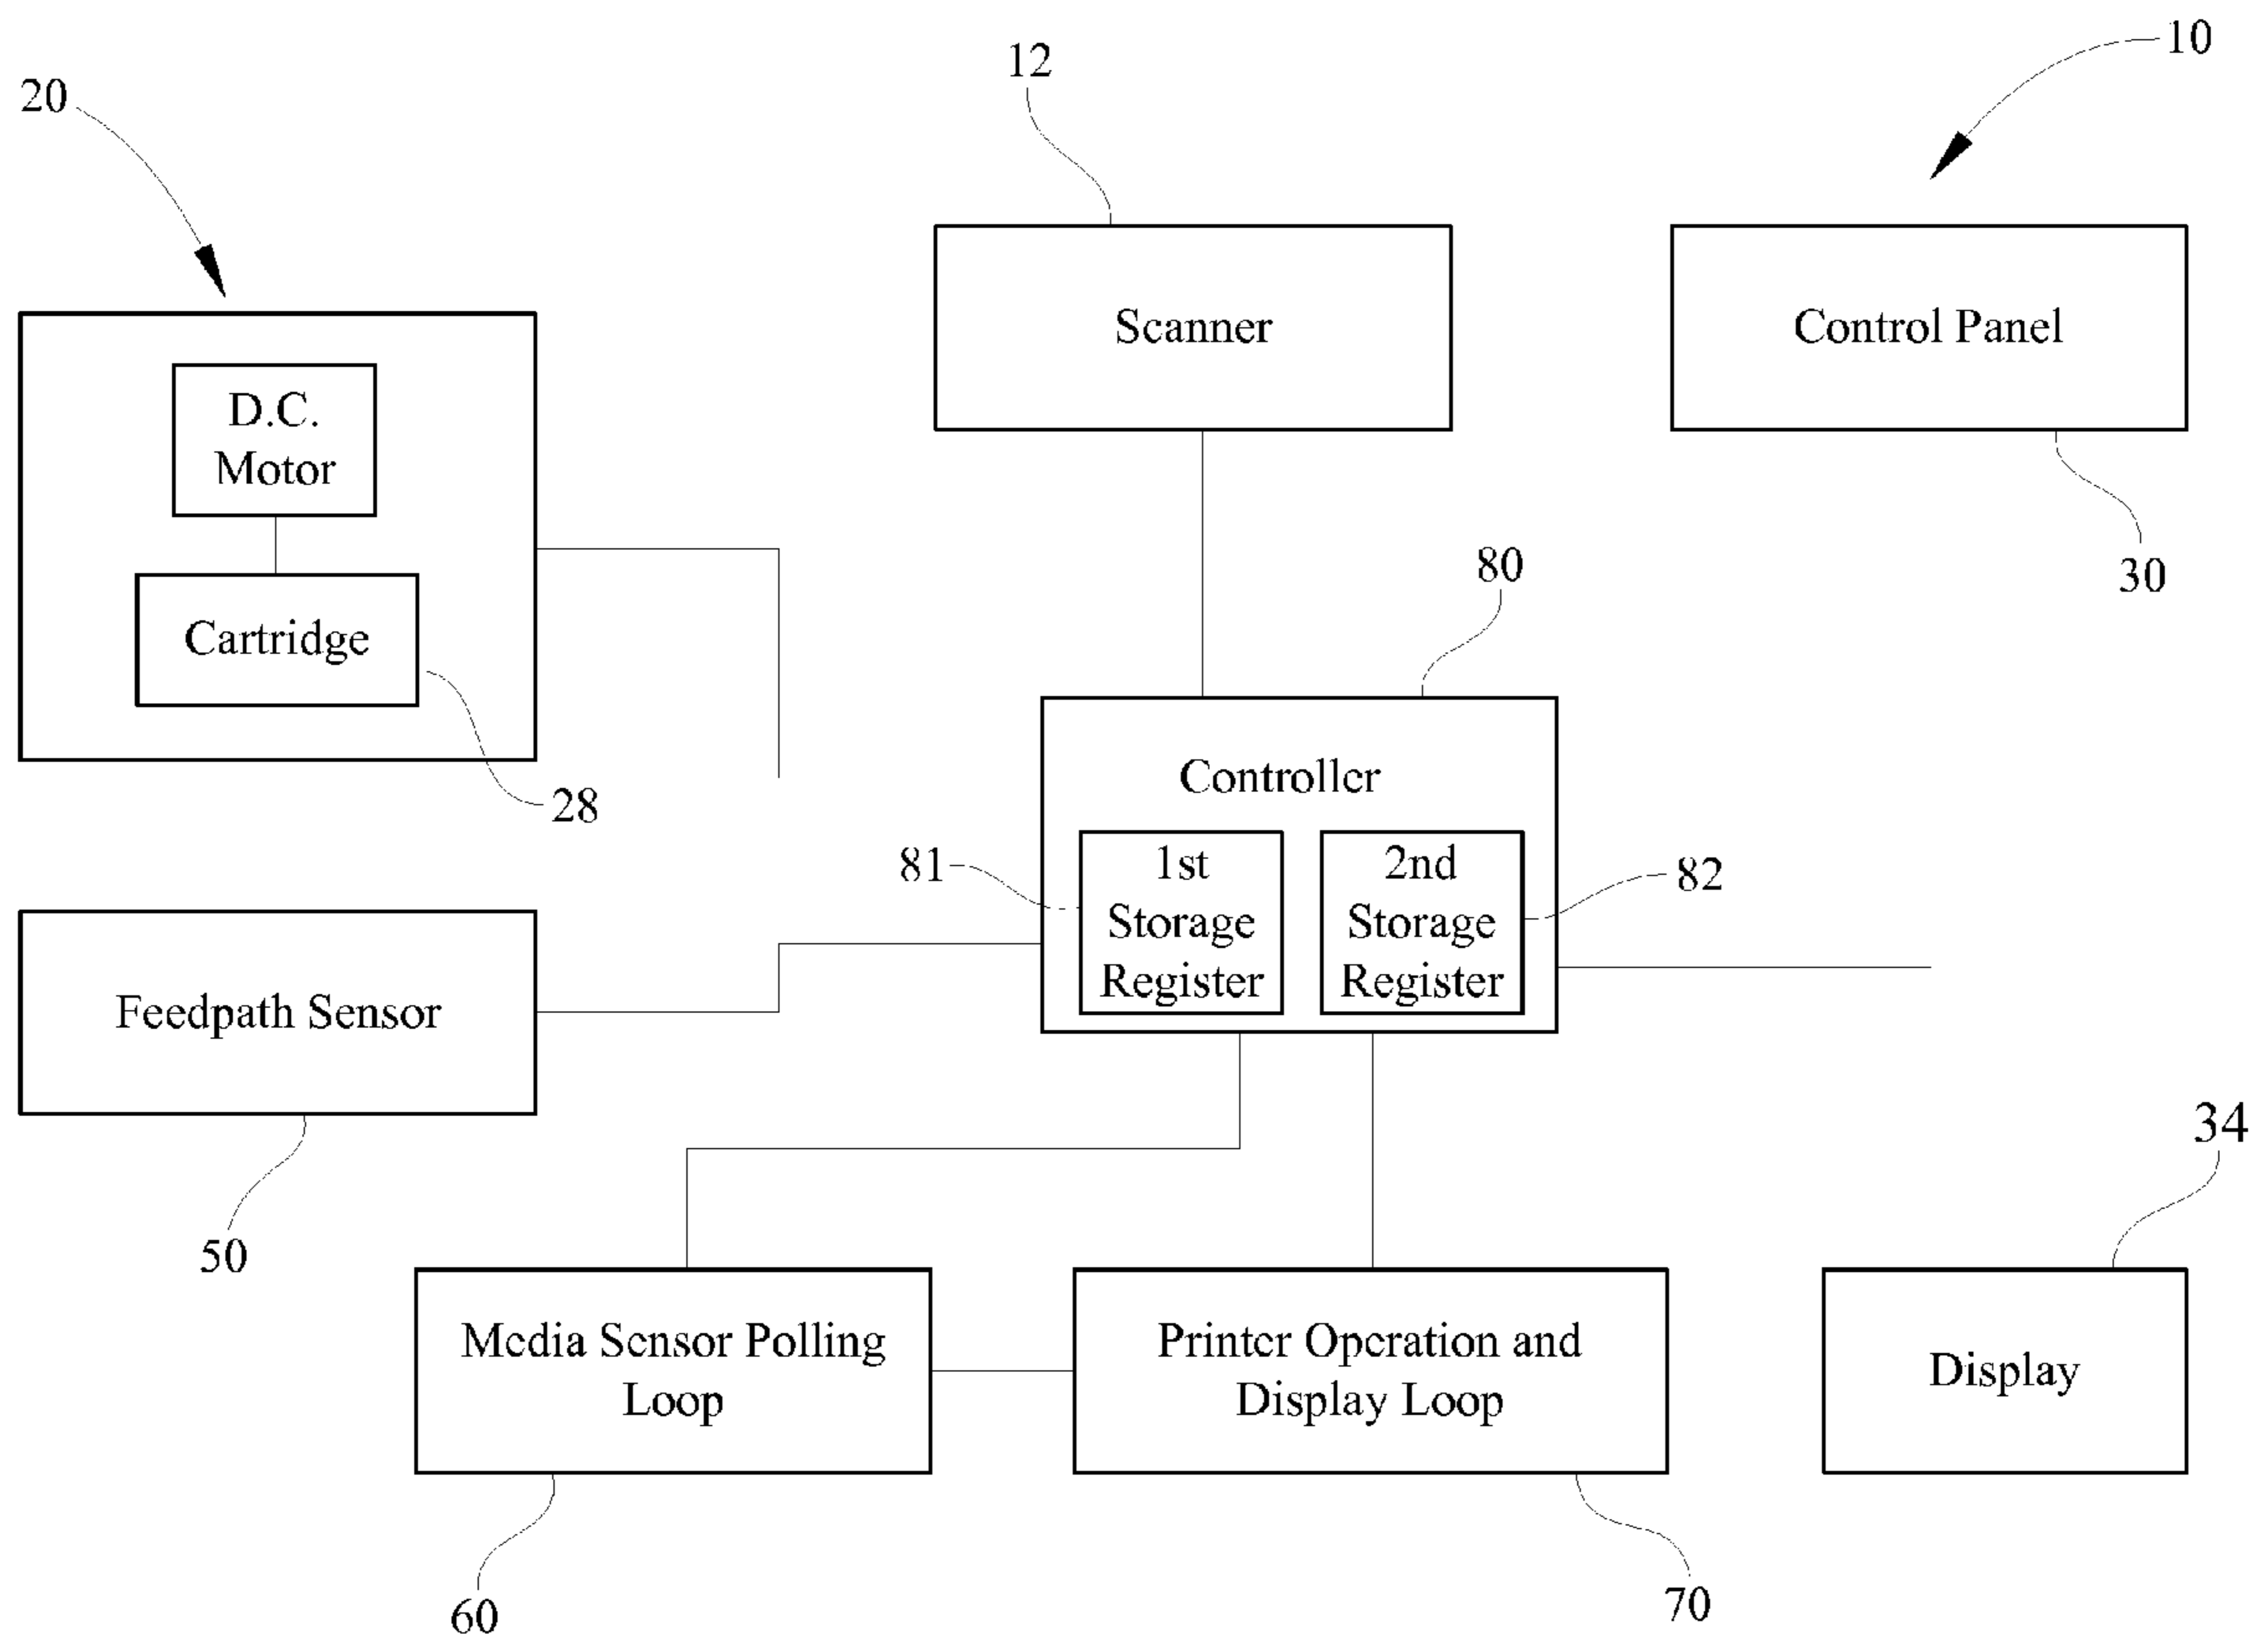 10
12
20
Scanner
Control Panel
D.C.
Motor
80
30
Cartridge
Controller
28
81
1st
Storage
Register
2nd
Storage
Register
82
Feedpath Sensor
34
50
Media Sensor Polling
Loop
Printer Operation and
Display Loop
Display
60
70